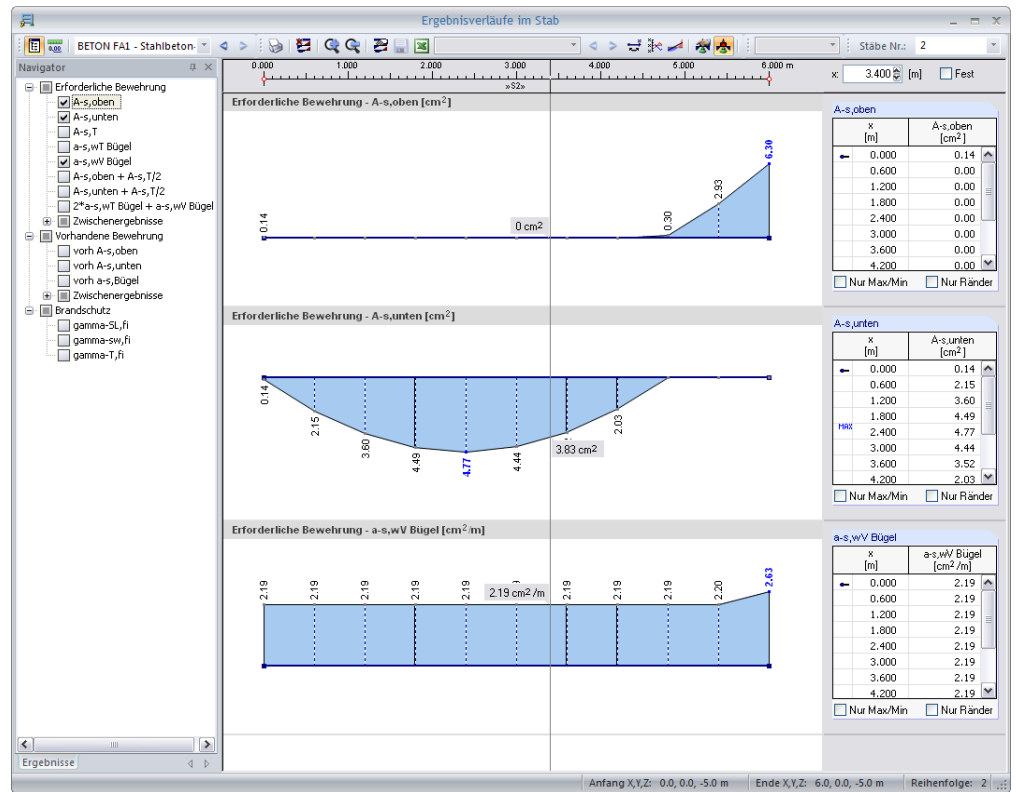 Ergebnisverläufe im Stab
BETON FA1 - Stahlbeton-
Stäbe Nr.: 2
Navigator
Erforderliche Bewehrung
A-s,oben
A-s,unten
A-s,T
a-s,wT Bügel
a-s,wV Bügel
A-s,oben + A-s,T/2
A-s,unten + A-s,T/2
2*a-s,wT Bügel + a-s,wV Bügel
Zwischenergebnisse
Vorhandene Bewehrung
vorh A-s,oben
vorh A-s,unten
vorh a-s,Bügel
Zwischenergebnisse
Brandschutz
gamma-SL,fi
gamma-sw,fi
gamma-T,fi
Ergebnisse
0.000 1.000 2.000 3.000 4.000 5.000 6.000 m
»S2»
x: 3.400 [m] Fest
Erforderliche Bewehrung - A-s,oben [cm²]
0.14 0 cm² 0.30 2.93 6.30
A-s,oben
x [m] A-s,oben [cm²]
0.000 0.14
0.600 0.00
1.200 0.00
1.800 0.00
2.400 0.00
3.000 0.00
3.600 0.00
4.200 0.00
Nur Max/Min Nur Ränder
Erforderliche Bewehrung - A-s,unten [cm²]
0.14 2.15 3.60 4.49 4.77 4.44 3.83 cm² 2.03
A-s,unten
x [m] A-s,unten [cm²]
0.000 0.14
0.600 2.15
1.200 3.60
1.800 4.49
MAX 2.400 4.77
3.000 4.44
3.600 3.52
4.200 2.03
Nur Max/Min Nur Ränder
Erforderliche Bewehrung - a-s,wV Bügel [cm²/m]
2.19 2.19 2.19 2.19 2.19 2.19 cm²/m 2.19 2.19 2.19 2.20 2.63
a-s,wV Bügel
x [m] a-s,wV Bügel [cm²/m]
0.000 2.19
0.600 2.19
1.200 2.19
1.800 2.19
2.400 2.19
3.000 2.19
3.600 2.19
4.200 2.19
Nur Max/Min Nur Ränder
Anfang X,Y,Z: 0.0, 0.0, -5.0 m Ende X,Y,Z: 6.0, 0.0, -5.0 m Reihenfolge: 2